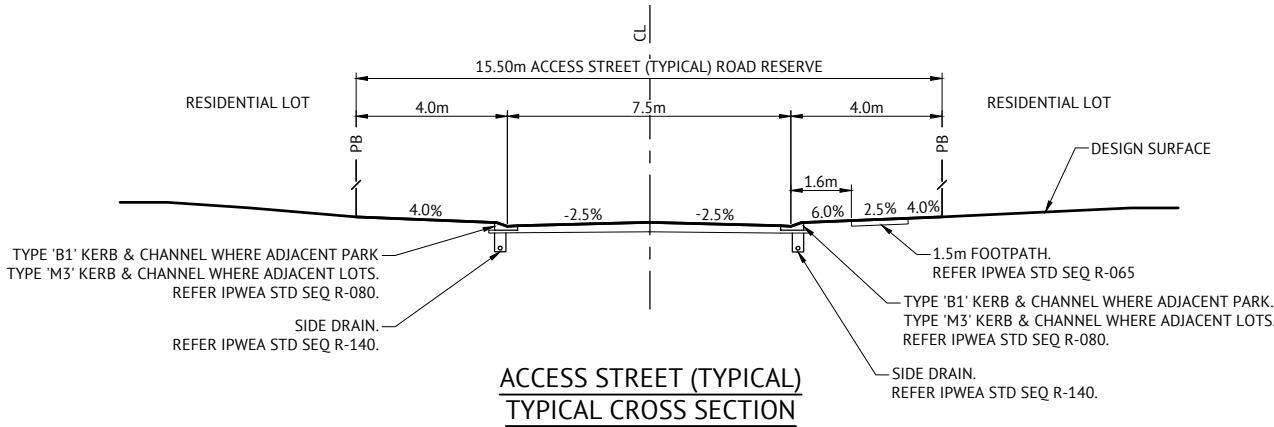 CL
15.50m ACCESS STREET (TYPICAL) ROAD RESERVE
RESIDENTIAL LOT
RESIDENTIAL LOT
4.0m
7.5m
4.0m
PB
PB
DESIGN SURFACE
1.6m
4.0%
-2.5%
-2.5%
6.0%
2.5%
4.0%
TYPE 'B1' KERB & CHANNEL WHERE ADJACENT PARK
TYPE 'M3' KERB & CHANNEL WHERE ADJACENT LOTS.
REFER IPWEA STD SEQ R-080.
SIDE DRAIN.
REFER IPWEA STD SEQ R-140.
1.5m FOOTPATH.
REFER IPWEA STD SEQ R-065
TYPE 'B1' KERB & CHANNEL WHERE ADJACENT PARK.
TYPE 'M3' KERB & CHANNEL WHERE ADJACENT LOTS.
REFER IPWEA STD SEQ R-080.
SIDE DRAIN.
REFER IPWEA STD SEQ R-140.
ACCESS STREET (TYPICAL)
TYPICAL CROSS SECTION